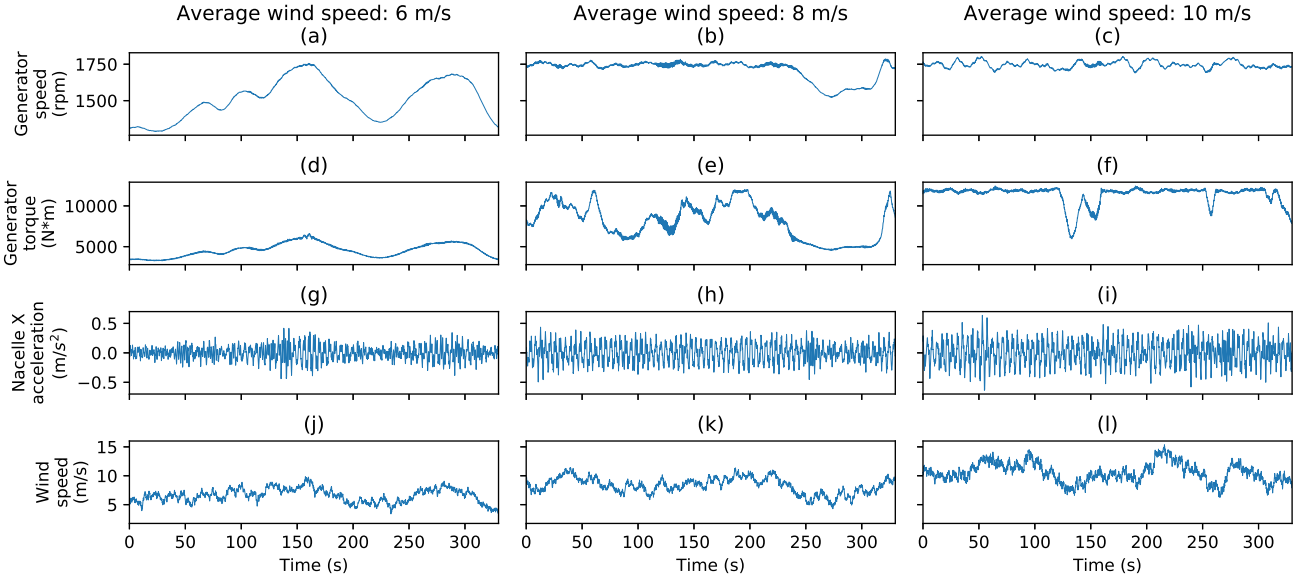 Average wind speed: 6 m/s
Average wind speed: 8 m/s
Average wind speed: 10 m/s
(a)
(b)
(c)
Generator
speed
(rpm)
1750
1500
(d)
(e)
(f)
Generator
torque
(N*m)
10000
5000
(g)
(h)
(i)
Nacelle X
acceleration
(m/s²)
0.5
0.0
−0.5
(j)
(k)
(l)
Wind
speed
(m/s)
15
10
5
0 50 100 150 200 250 300
0 50 100 150 200 250 300
0 50 100 150 200 250 300
Time (s)
Time (s)
Time (s)